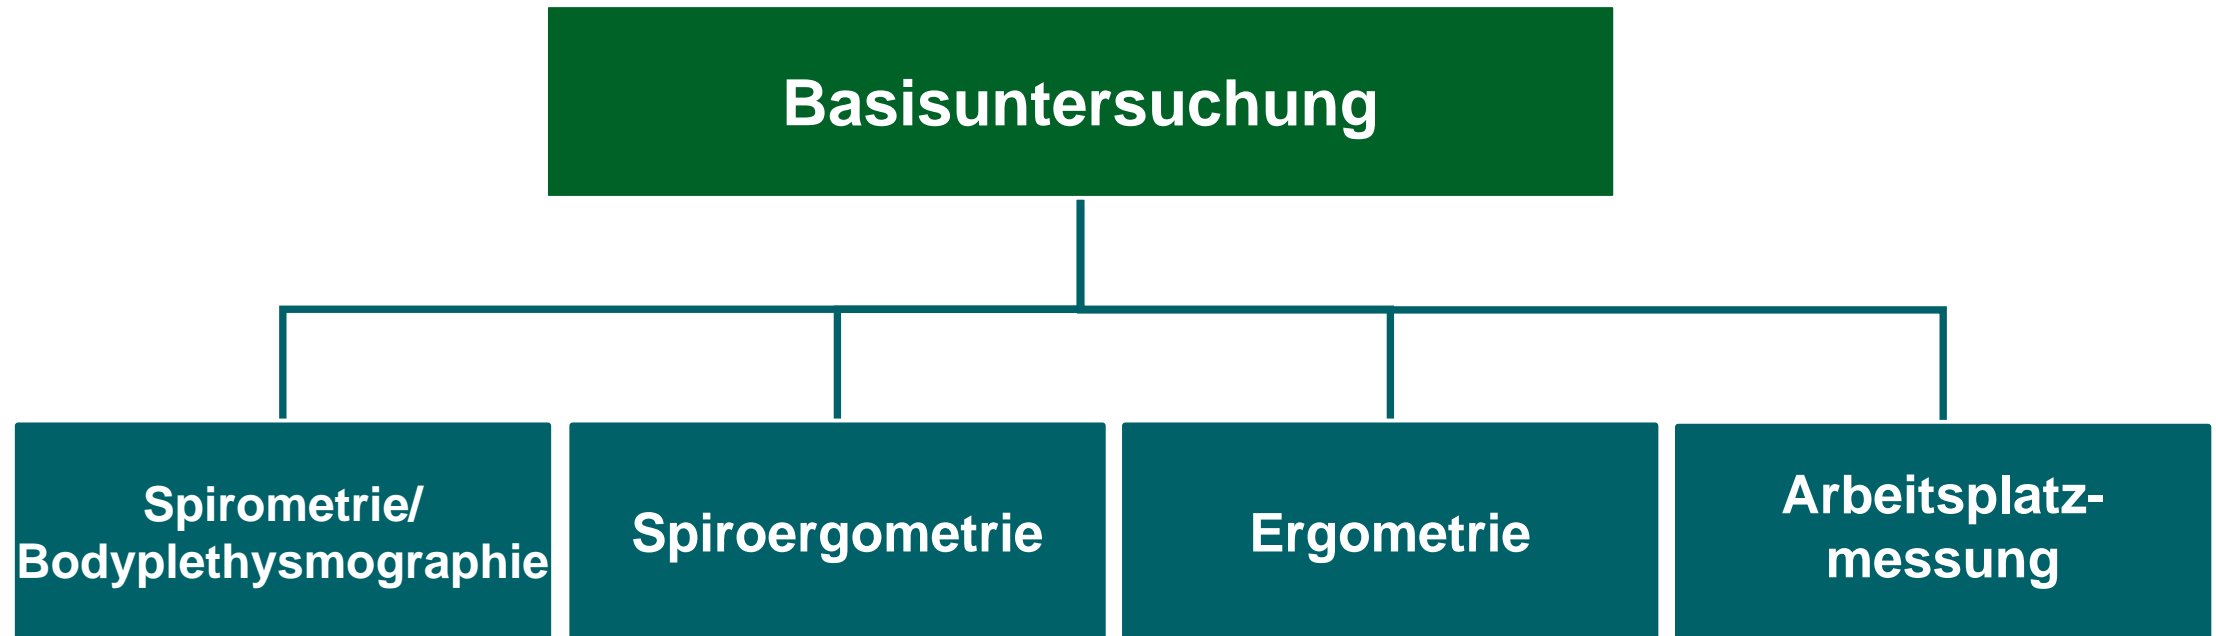 Basisuntersuchung
Spirometrie/
Bodyplethysmographie
Spiroergometrie
Ergometrie
Arbeitsplatz-
messung